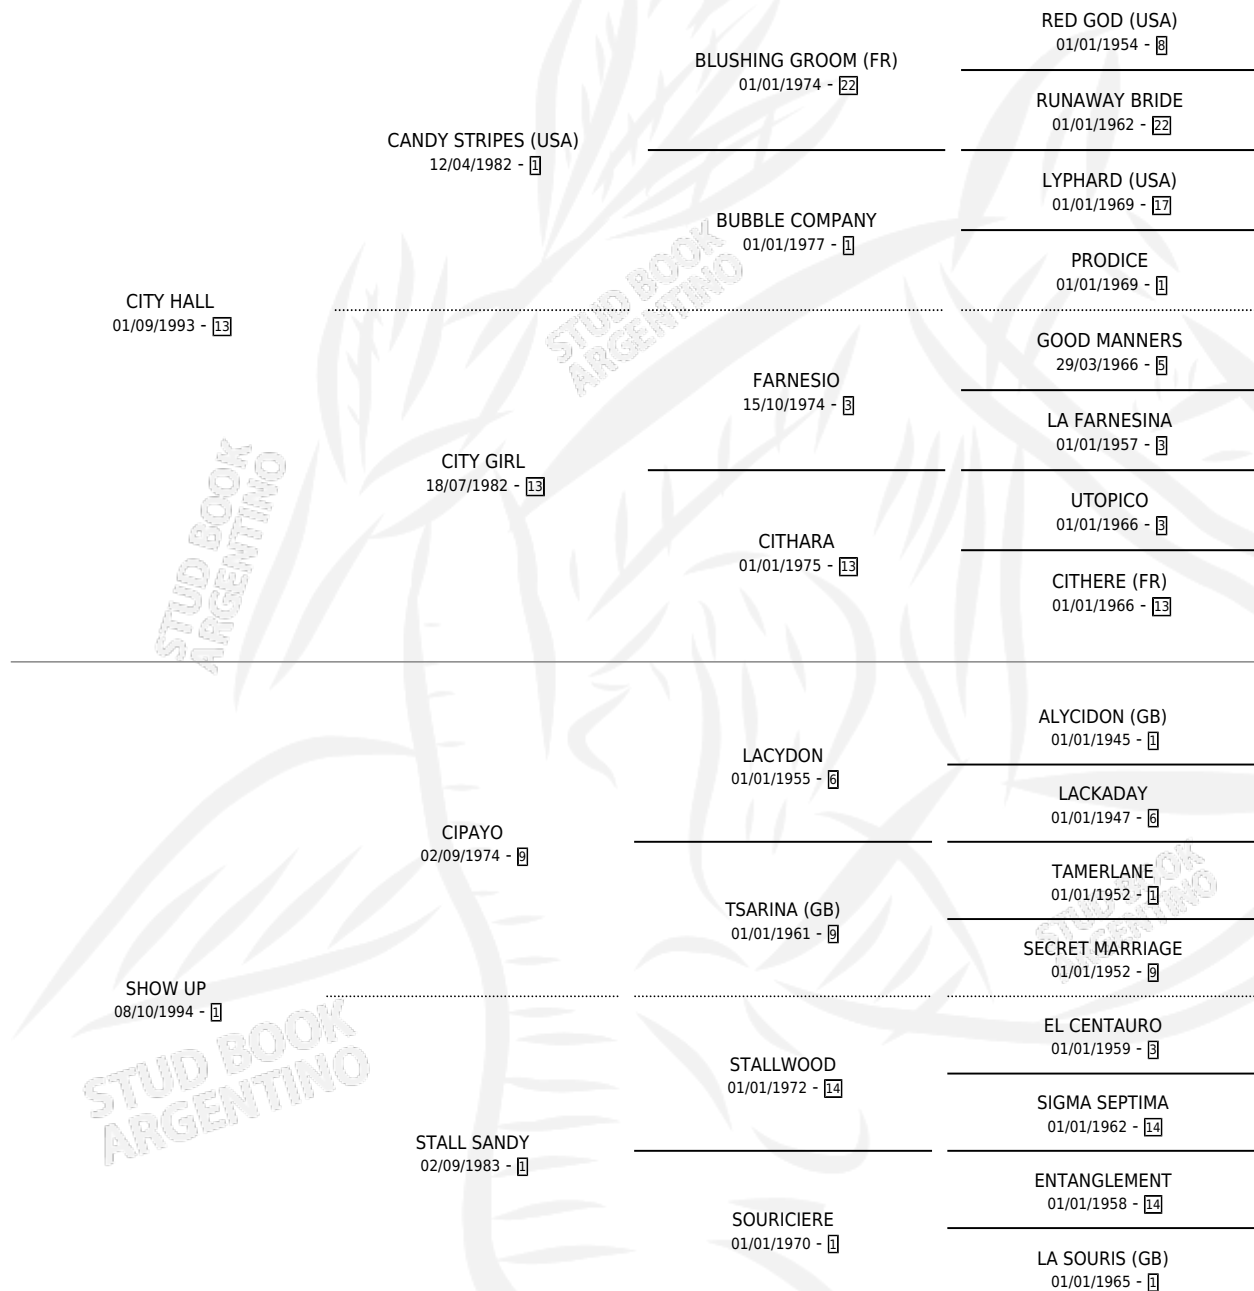 RED GOD (USA)
01/01/1954 - 8
BLUSHING GROOM (FR)
01/01/1974 - 22
RUNAWAY BRIDE
01/01/1962 - 22
CANDY STRIPES (USA)
12/04/1982 - 1
LYPHARD (USA)
01/01/1969 - 17
BUBBLE COMPANY
01/01/1977 - 1
PRODICE
01/01/1969 - 1
CITY HALL
01/09/1993 - 13
STUD BOOK
ARGENTINO
GOOD MANNERS
29/03/1966 - 5
FARNESIO
15/10/1974 - 3
LA FARNESINA
01/01/1957 - 3
CITY GIRL
18/07/1982 - 13
UTOPICO
01/01/1966 - 3
CITHARA
01/01/1975 - 13
CITHERE (FR)
01/01/1966 - 13
STUD BOOK
ARGENTINO
ALYCIDON (GB)
01/01/1945 - 1
LACYDON
01/01/1955 - 6
LACKADAY
01/01/1947 - 6
CIPAYO
02/09/1974 - 9
TAMERLANE
01/01/1952 - 1
TSARINA (GB)
01/01/1961 - 9
SECRET MARRIAGE
01/01/1952 - 9
STUD BOOK
ARGENTINO
SHOW UP
08/10/1994 - 1
EL CENTAURO
01/01/1959 - 3
STALLWOOD
01/01/1972 - 14
SIGMA SEPTIMA
01/01/1962 - 14
STUD BOOK
ARGENTINO
STALL SANDY
02/09/1983 - 1
ENTANGLEMENT
01/01/1958 - 14
SOURICIERE
01/01/1970 - 1
LA SOURIS (GB)
01/01/1965 - 1